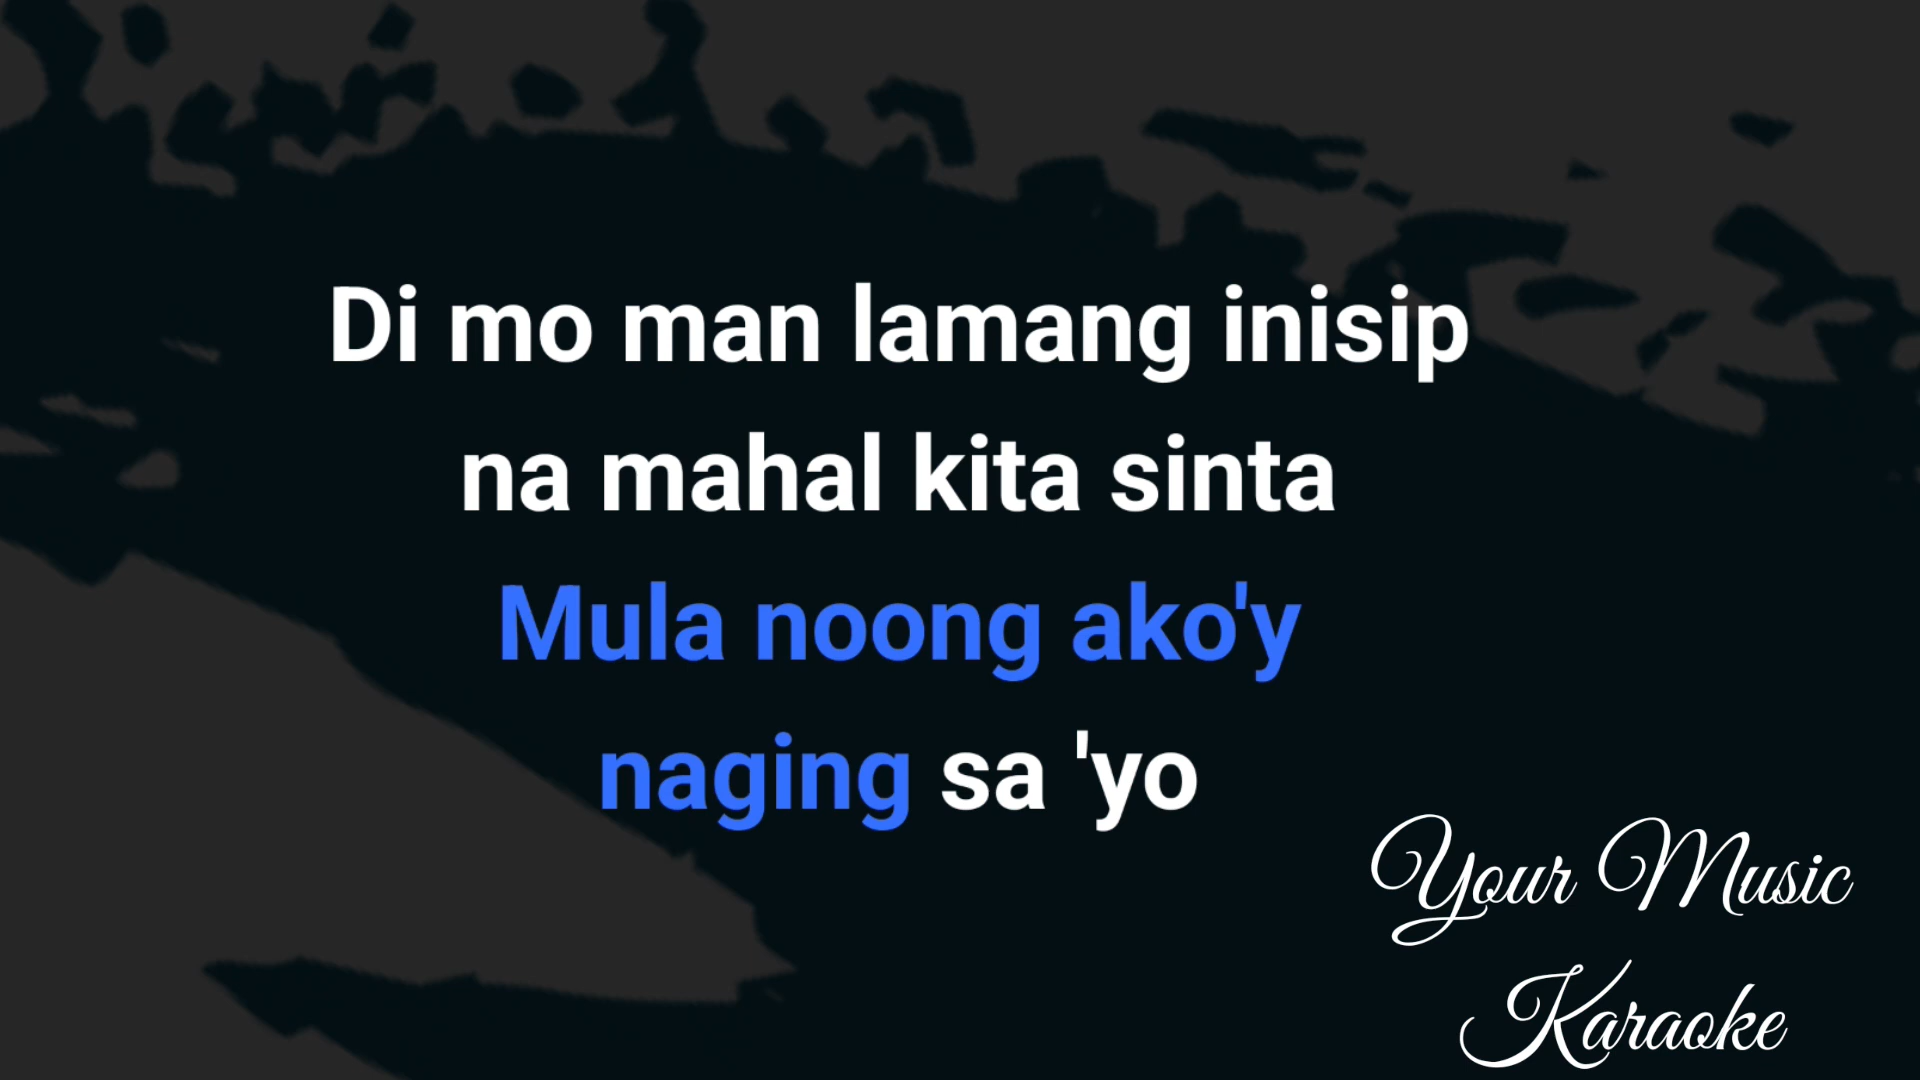 Di mo man lamang inisip
na mahal kita sinta
Mula noong ako'y
naging sa 'yo
Your Music
Karaoke